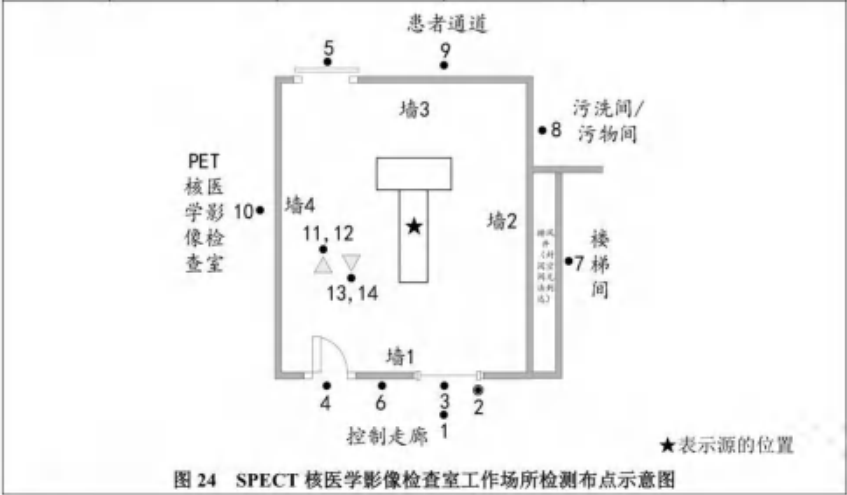 患者通道
5
9
墙3
8
污洗间/
污物间
PET
核医
学影
像检
查室
10
墙4
墙2
11,12
13,14
7
楼
梯
间
墙1
4
6
3
2
1
控制走廊
★表示源的位置
图 24 SPECT 核医学影像检查室工作场所检测布点示意图